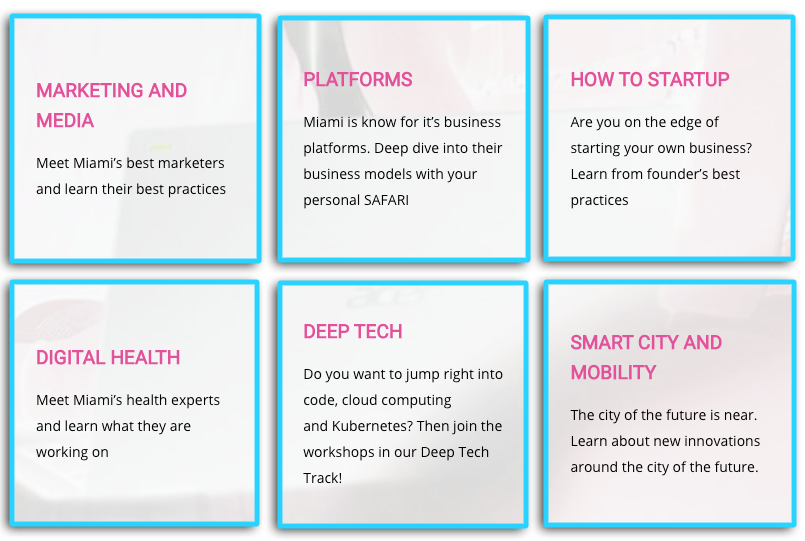 MARKETING AND
MEDIA
Meet Miami’s best marketers
and learn their best practices
PLATFORMS
Miami is know for it’s business
platforms. Deep dive into their
business models with your
personal SAFARI
HOW TO STARTUP
Are you on the edge of
starting your own business?
Learn from founder’s best
practices
DIGITAL HEALTH
Meet Miami’s health experts
and learn what they are
working on
acer
DEEP TECH
Do you want to jump right into
code, cloud computing
and Kubernetes? Then join the
workshops in our Deep Tech
Track!
SMART CITY AND
MOBILITY
The city of the future is near.
Learn about new innovations
around the city of the future.